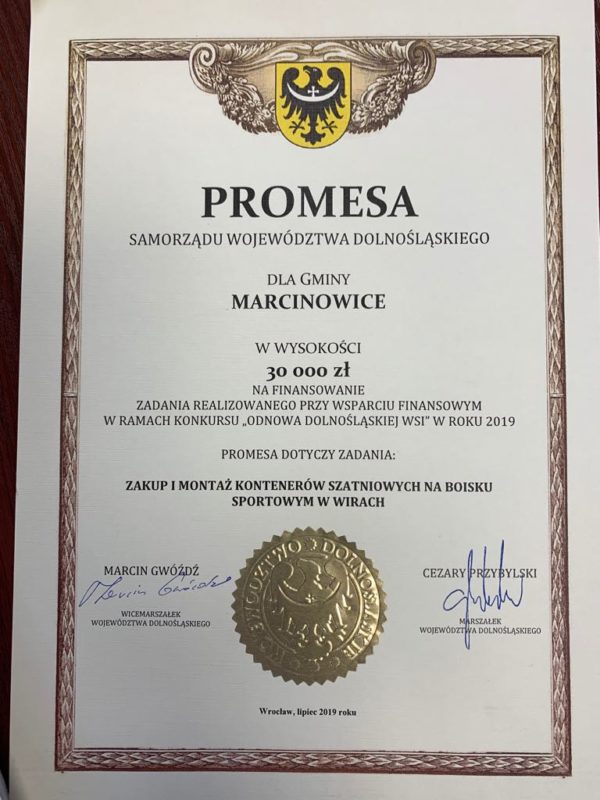 PROMESA
SAMORZĄDU WOJEWÓDZTWA DOLNOŚLĄSKIEGO
DLA GMINY
MARCINOWICE
W WYSOKOŚCI
30 000 zł
NA FINANSOWANIE
ZADANIA REALIZOWANEGO PRZY WSPARCIU FINANSOWYM
W RAMACH KONKURSU „ODNOWA DOLNOŚLĄSKIEJ WSI” W ROKU 2019
PROMESA DOTYCZY ZADANIA:
ZAKUP I MONTAŻ KONTENERÓW SZATNIOWYCH NA BOISKU
SPORTOWYM W WIRACH
MARCIN GWÓŹDŹ
Marcin Gwóźdź
WICEMARSZAŁEK
WOJEWÓDZTWA DOLNOŚLĄSKIEGO
CEZARY PRZYBYLSKI
MARSZAŁEK
WOJEWÓDZTWA DOLNOŚLĄSKIEGO
Wrocław, lipiec 2019 roku